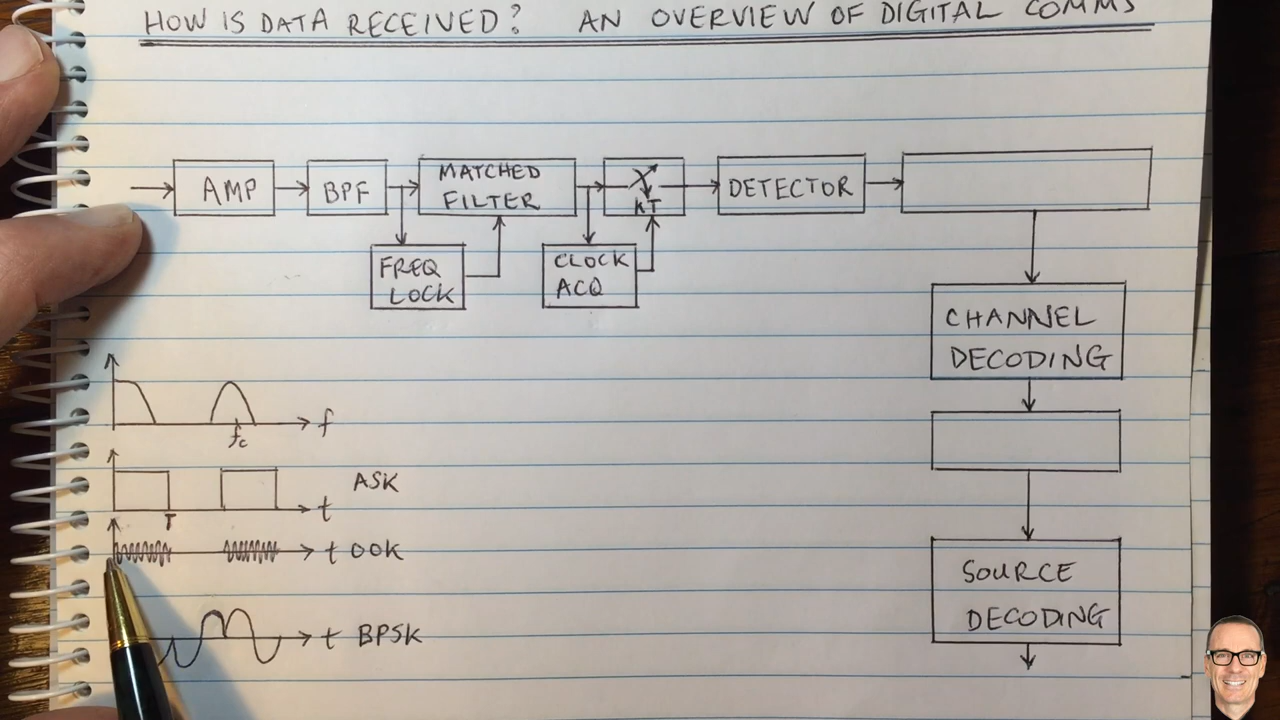 HOW IS DATA RECEIVED? AN OVERVIEW OF DIGITAL COMMS
AMP
BPF
MATCHED
FILTER
KT
DETECTOR
FREQ
LOCK
CLOCK
ACQ
CHANNEL
DECODING
f
fc
ASK
T
t
t OOK
SOURCE
DECODING
t BPSK